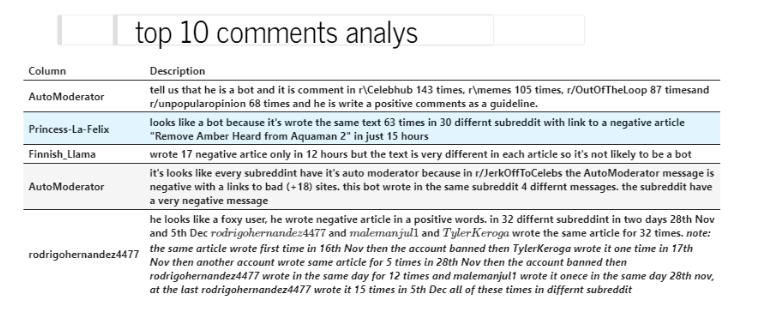 top 10 comments analys
Column Description
AutoModerator
tell us that he is a bot and it is comment in r\Celebhub 143 times, r\memes 105 times, r/OutOfTheLoop 87 timesand
r/unpopularopinion 68 times and he is write a positive comments as a guideline.
Princess-La-Felix
looks like a bot because it's wrote the same text 63 times in 30 differnt subreddit with link to a negative article
"Remove Amber Heard from Aquaman 2" in just 15 hours
Finnish_Llama wrote 17 negative artice only in 12 hours but the text is very different in each article so it's not likely to be a bot
AutoModerator
it's looks like every subreddint have it's auto moderator because in r/JerkOffToCelebs the AutoModerator message is
negative with a links to bad (+18) sites. this bot wrote in the same subreddit 4 differnt messages. the subreddit have
a very negative message
rodrigohernandez4477
he looks like a foxy user, he wrote negative article in a positive words. in 32 differnt subreddint in two days 28th Nov
and 5th Dec rodrigohernandez4477 and malemanjul1 and TylerKeroga wrote the same article for 32 times. note:
the same article wrote first time in 16th Nov then the account banned then TylerKeroga wrote it one time in 17th
Nov then another account wrote same article for 5 times in 28th Nov then the account banned then
rodrigohernandez4477 wrote in the same day for 12 times and malemanjul1 wrote it onece in the same day 28th nov,
at the last rodrigohernandez4477 wrote it 15 times in 5th Dec all of these times in differnt subreddit